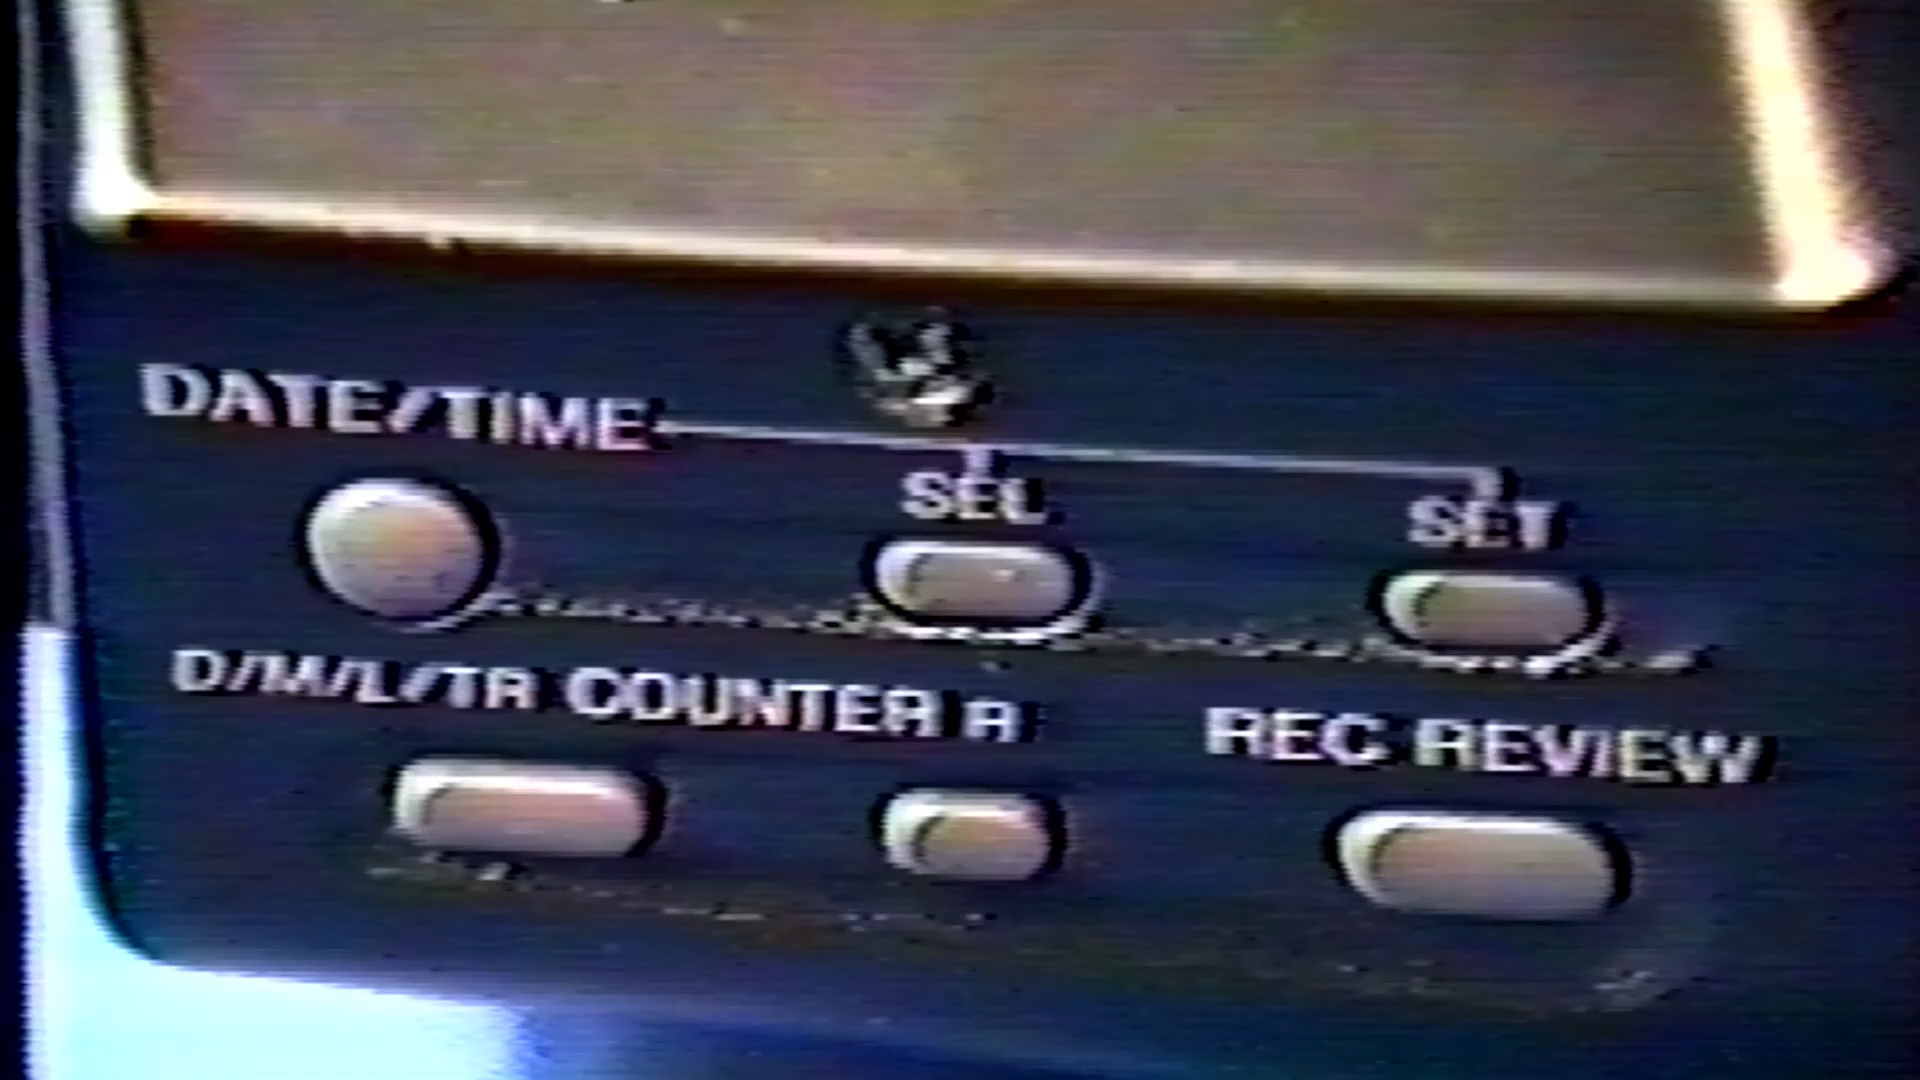 DATE/TIME
SEL
SET
D/M/L/TR COUNTER R
REC REVIEW